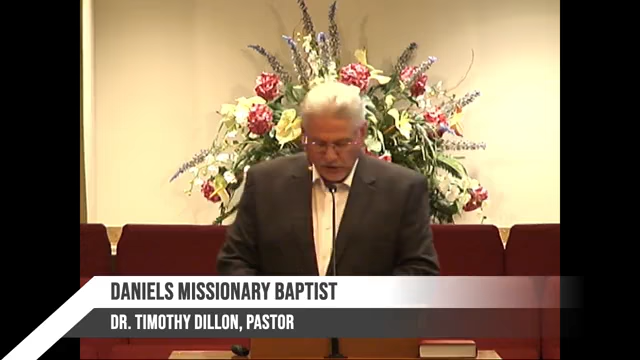 DANIELS MISSIONARY BAPTIST
DR. TIMOTHY DILLON, PASTOR